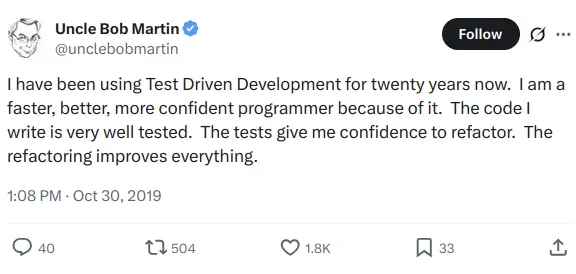 Uncle Bob Martin
Follow
@unclebobmartin
I have been using Test Driven Development for twenty years now.  I am a
faster, better, more confident programmer because of it.  The code I
write is very well tested.  The tests give me confidence to refactor.  The
refactoring improves everything.
1:08 PM · Oct 30, 2019
40 504 1.8K 33